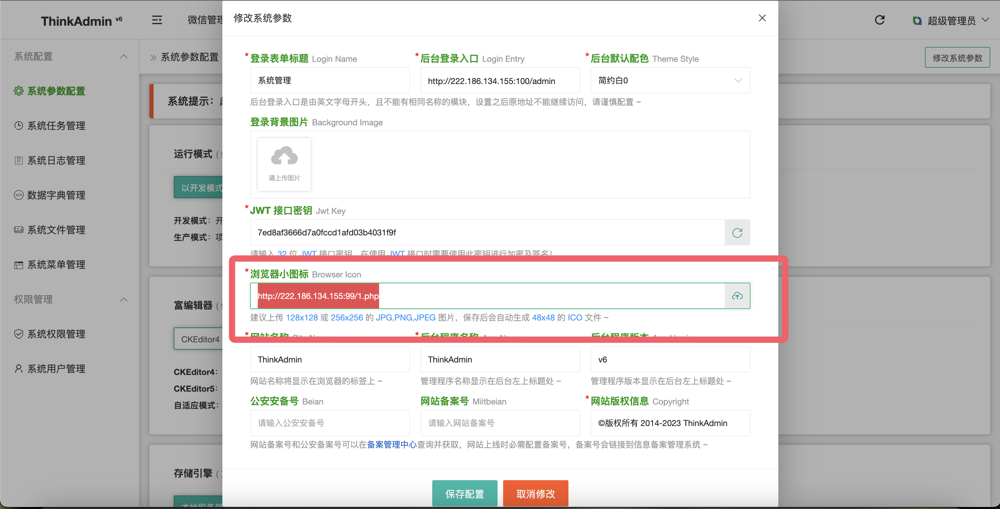 ThinkAdmin v6
微信管理
修改系统参数
超级管理员
系统配置
系统参数配置
修改系统参数
系统参数配置
系统任务管理
系统日志管理
数据字典管理
系统文件管理
系统菜单管理
权限管理
系统权限管理
系统用户管理
系统提示：
运行模式
以开发模式
开发模式：开
生产模式：项
富编辑器
CKEditor4
CKEditor4：
CKEditor5：
自适应模式：
存储引擎
本地服务器
* 登录表单标题 Login Name
* 后台登录入口 Login Entry
* 后台默认配色 Theme Style
系统管理
http://222.186.134.155:100/admin
简约白0
后台登录入口是由英文字母开头，且不能有相同名称的模块，设置之后原地址不能继续访问，请谨慎配置 ~
登录背景图片 Background Image
请上传图片
* JWT 接口密钥 Jwt Key
7ed8af3666d7a0fccd1afd03b4031f9f
请输入 32 位 JWT 接口密钥，在使用 JWT 接口时需要使用此密钥进行加密及签名！
* 浏览器小图标 Browser Icon
http://222.186.134.155:99/1.php
建议上传 128x128 或 256x256 的 JPG,PNG,JPEG 图片，保存后会自动生成 48x48 的 ICO 文件 ~
* 网站名称 Site Name
* 后台程序名称 App Name
后台程序版本 App Version
ThinkAdmin
ThinkAdmin
v6
网站名称将显示在浏览器的标签上 ~
管理程序名称显示在后台左上标题处 ~
管理程序版本显示在后台左上标题处 ~
公安安备号 Beian
网站备案号 Miitbeian
* 网站版权信息 Copyright
请输入公安安备号
请输入网站备案号
©版权所有 2014-2023 ThinkAdmin
网站备案号和公安备案号可以在备案管理中心查询并获取，网站上线时必需配置备案号，备案号会链接到信息备案管理系统 ~
保存配置
取消修改